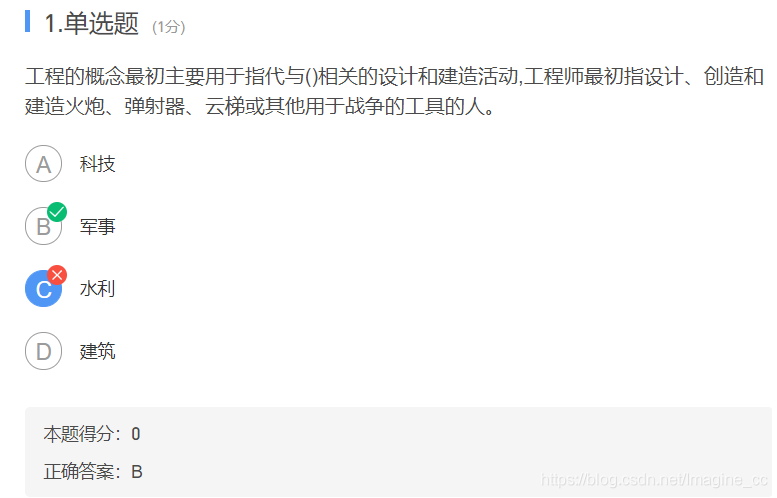 1.单选题 (1分)
工程的概念最初主要用于指代与()相关的设计和建造活动,工程师最初指设计、创造和
建造火炮、弹射器、云梯或其他用于战争的工具的人。
A 科技
B 军事
C 水利
D 建筑
本题得分：0
正确答案：B
https://blog.csdn.net/Imagine_cc